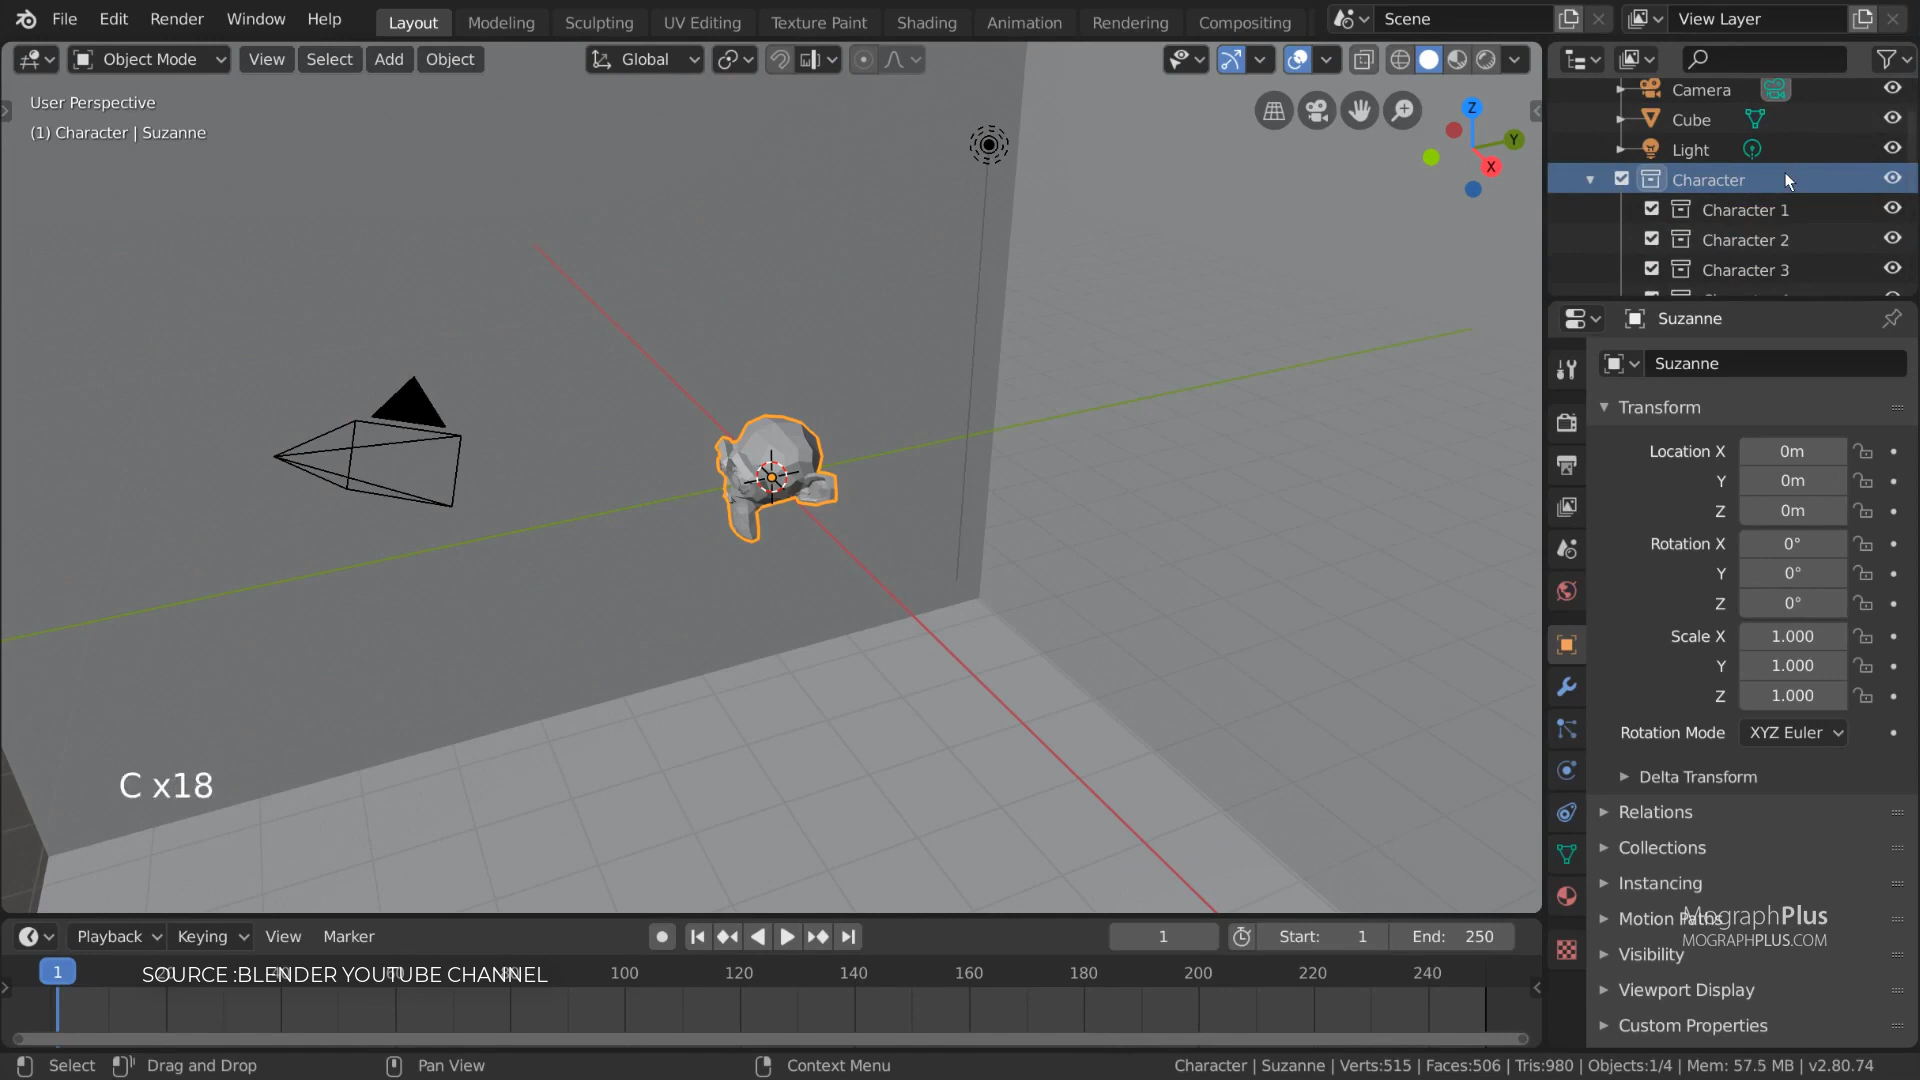 File Edit Render Window Help Layout Modeling Sculpting UV Editing Texture Paint Shading Animation Rendering Compositing Scene View Layer
Object Mode View Select Add Object Global
User Perspective
(1) Character | Suzanne
Z
Y
X
Camera
Cube
Light
Character
Character 1
Character 2
Character 3
Suzanne
Suzanne
Transform
Location X 0m
Y 0m
Z 0m
Rotation X 0°
Y 0°
Z 0°
Scale X 1.000
Y 1.000
Z 1.000
Rotation Mode XYZ Euler
Delta Transform
Relations
Collections
Instancing
Motion Paths
Visibility
Viewport Display
Custom Properties
MographPlus
MOGRAPHPLUS.COM
C x18
Playback Keying View Marker 1 Start: 1 End: 250
1 20 40 60 80 100 120 140 160 180 200 220 240
SOURCE :BLENDER YOUTUBE CHANNEL
Select Drag and Drop Pan View Context Menu Character | Suzanne | Verts:515 | Faces:506 | Tris:980 | Objects:1/4 | Mem: 57.5 MB | v2.80.74